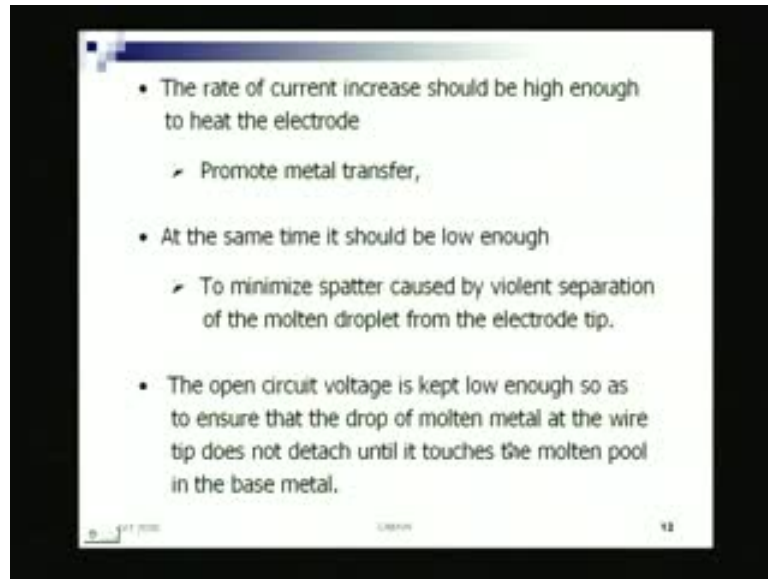 • The rate of current increase should be high enough
to heat the electrode
➢ Promote metal transfer,
• At the same time it should be low enough
➢ To minimize spatter caused by violent separation
of the molten droplet from the electrode tip.
• The open circuit voltage is kept low enough so as
to ensure that the drop of molten metal at the wire
tip does not detach until it touches the molten pool
in the base metal.
12